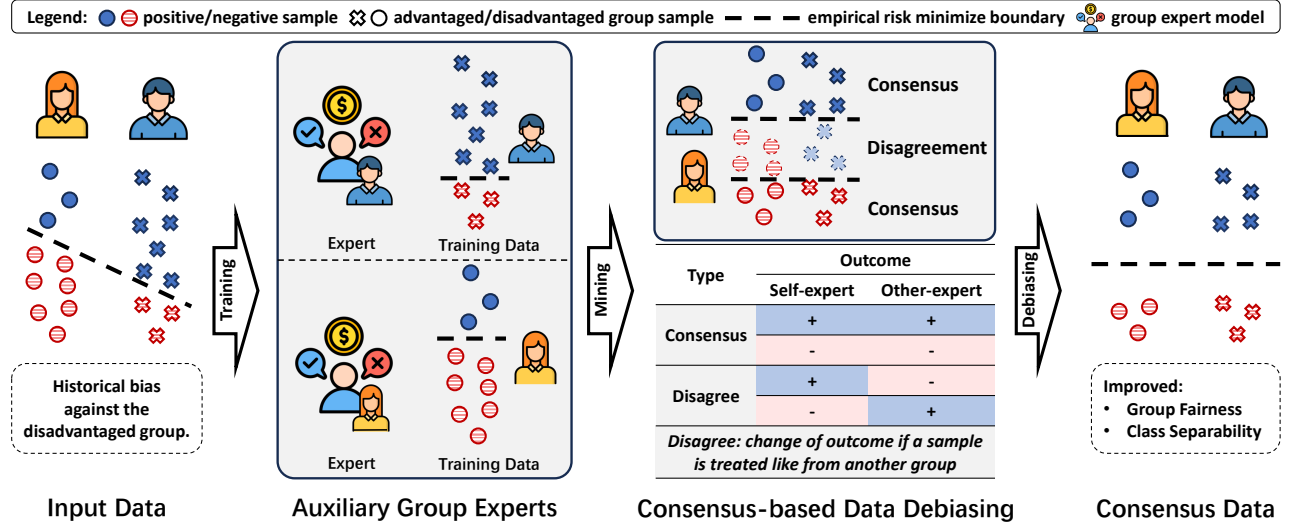 Legend: positive/negative sample advantaged/disadvantaged group sample empirical risk minimize boundary group expert model
Historical bias
against the
disadvantaged group.
Input Data
Training
$
Expert
Training Data
$
Expert
Training Data
Auxiliary Group Experts
Mining
Consensus
Disagreement
Consensus
Type
Outcome
Self-expert Other-expert
Consensus
+ +
- -
Disagree
+ -
- +
Disagree: change of outcome if a sample
is treated like from another group
Consensus-based Data Debiasing
Debiasing
Improved:
• Group Fairness
• Class Separability
Consensus Data